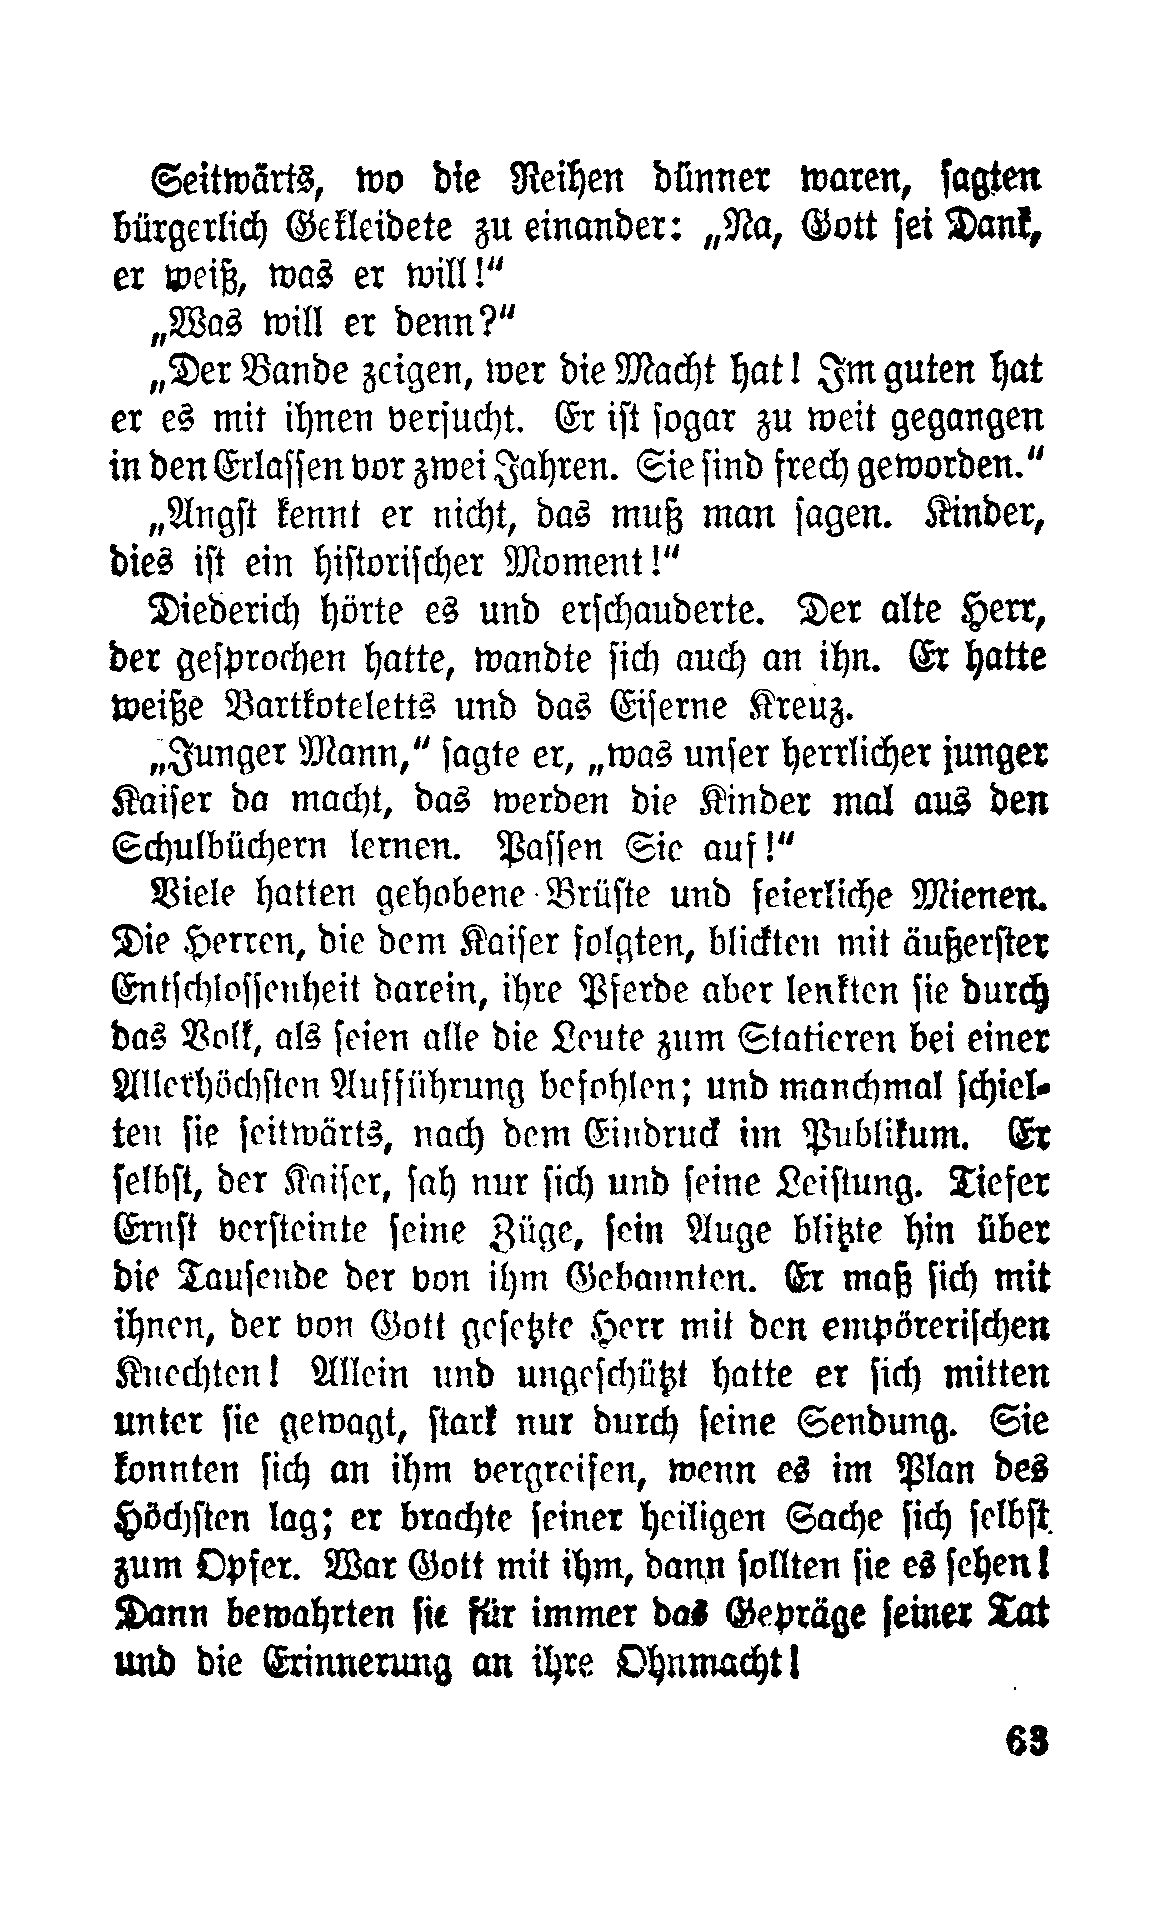 Seitwärts, wo die Reihen dünner waren, sagten
bürgerlich Gekleidete zu einander: „Na, Gott sei Dank,
er weiß, was er will!“
„Was will er denn?“
„Der Bande zeigen, wer die Macht hat! Im guten hat
er es mit ihnen versucht. Er ist sogar zu weit gegangen
in den Erlassen vor zwei Jahren. Sie sind frech geworden.“
„Angst kennt er nicht, das muß man sagen. Kinder,
dies ist ein historischer Moment!“
Diederich hörte es und erschauderte. Der alte Herr,
der gesprochen hatte, wandte sich auch an ihn. Er hatte
weiße Bartkoteletts und das Eiserne Kreuz.
„Junger Mann,“ sagte er, „was unser herrlicher junger
Kaiser da macht, das werden die Kinder mal aus den
Schulbüchern lernen. Passen Sie auf!“
Viele hatten gehobene Brüste und feierliche Mienen.
Die Herren, die dem Kaiser folgten, blickten mit äußerster
Entschlossenheit darein, ihre Pferde aber lenkten sie durch
das Volk, als seien alle die Leute zum Statieren bei einer
Allerhöchsten Aufführung befohlen; und manchmal schiel-
ten sie seitwärts, nach dem Eindruck im Publikum. Er
selbst, der Kaiser, sah nur sich und seine Leistung. Tiefer
Ernst versteinte seine Züge, sein Auge blitzte hin über
die Tausende der von ihm Gebannten. Er maß sich mit
ihnen, der von Gott gesetzte Herr mit den empörerischen
Knechten! Allein und ungeschützt hatte er sich mitten
unter sie gewagt, stark nur durch seine Sendung. Sie
konnten sich an ihm vergreifen, wenn es im Plan des
Höchsten lag; er brachte seiner heiligen Sache sich selbst
zum Opfer. War Gott mit ihm, dann sollten sie es sehen!
Dann bewahrten sie für immer das Gepräge seiner Tat
und die Erinnerung an ihre Ohnmacht!
63